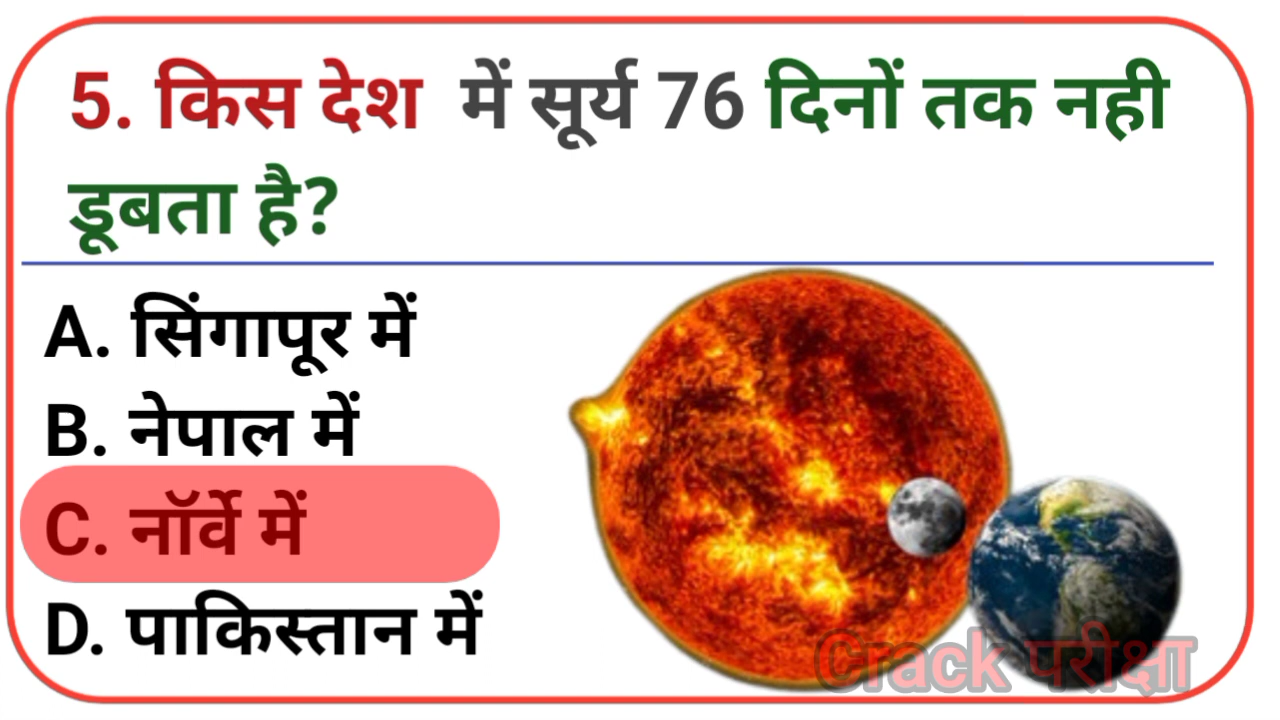 5. किस देश में सूर्य 76 दिनों तक नही
डूबता है?
A. सिंगापूर में
B. नेपाल में
C. नॉर्वे में
D. पाकिस्तान में
Crack परीक्षा